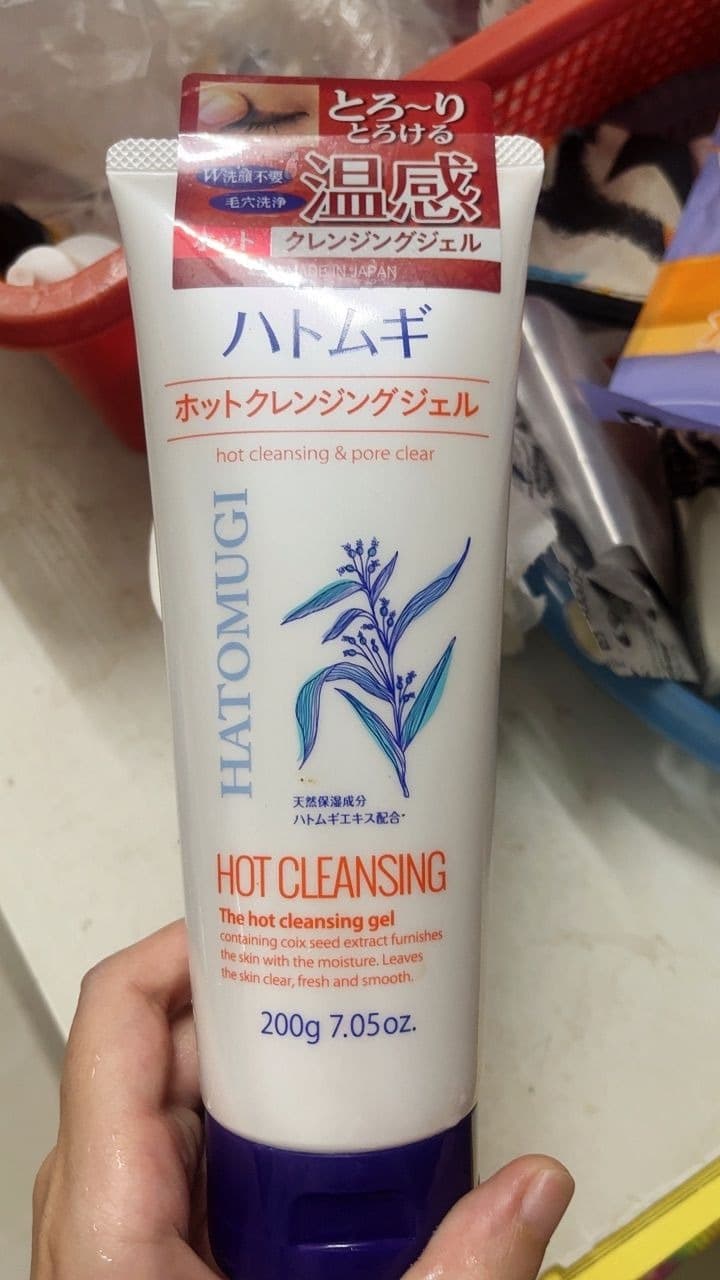 とろ〜り
とろける
W洗顔不要
毛穴洗浄
温感
ホット クレンジングジェル
MADE IN JAPAN
ハトムギ
ホットクレンジングジェル
hot cleansing & pore clear
HATOMUGI
天然保湿成分
ハトムギエキス配合*
HOT CLEANSING
The hot cleansing gel
containing coix seed extract furnishes
the skin with the moisture. Leaves
the skin clear, fresh and smooth.
200g 7.05oz.